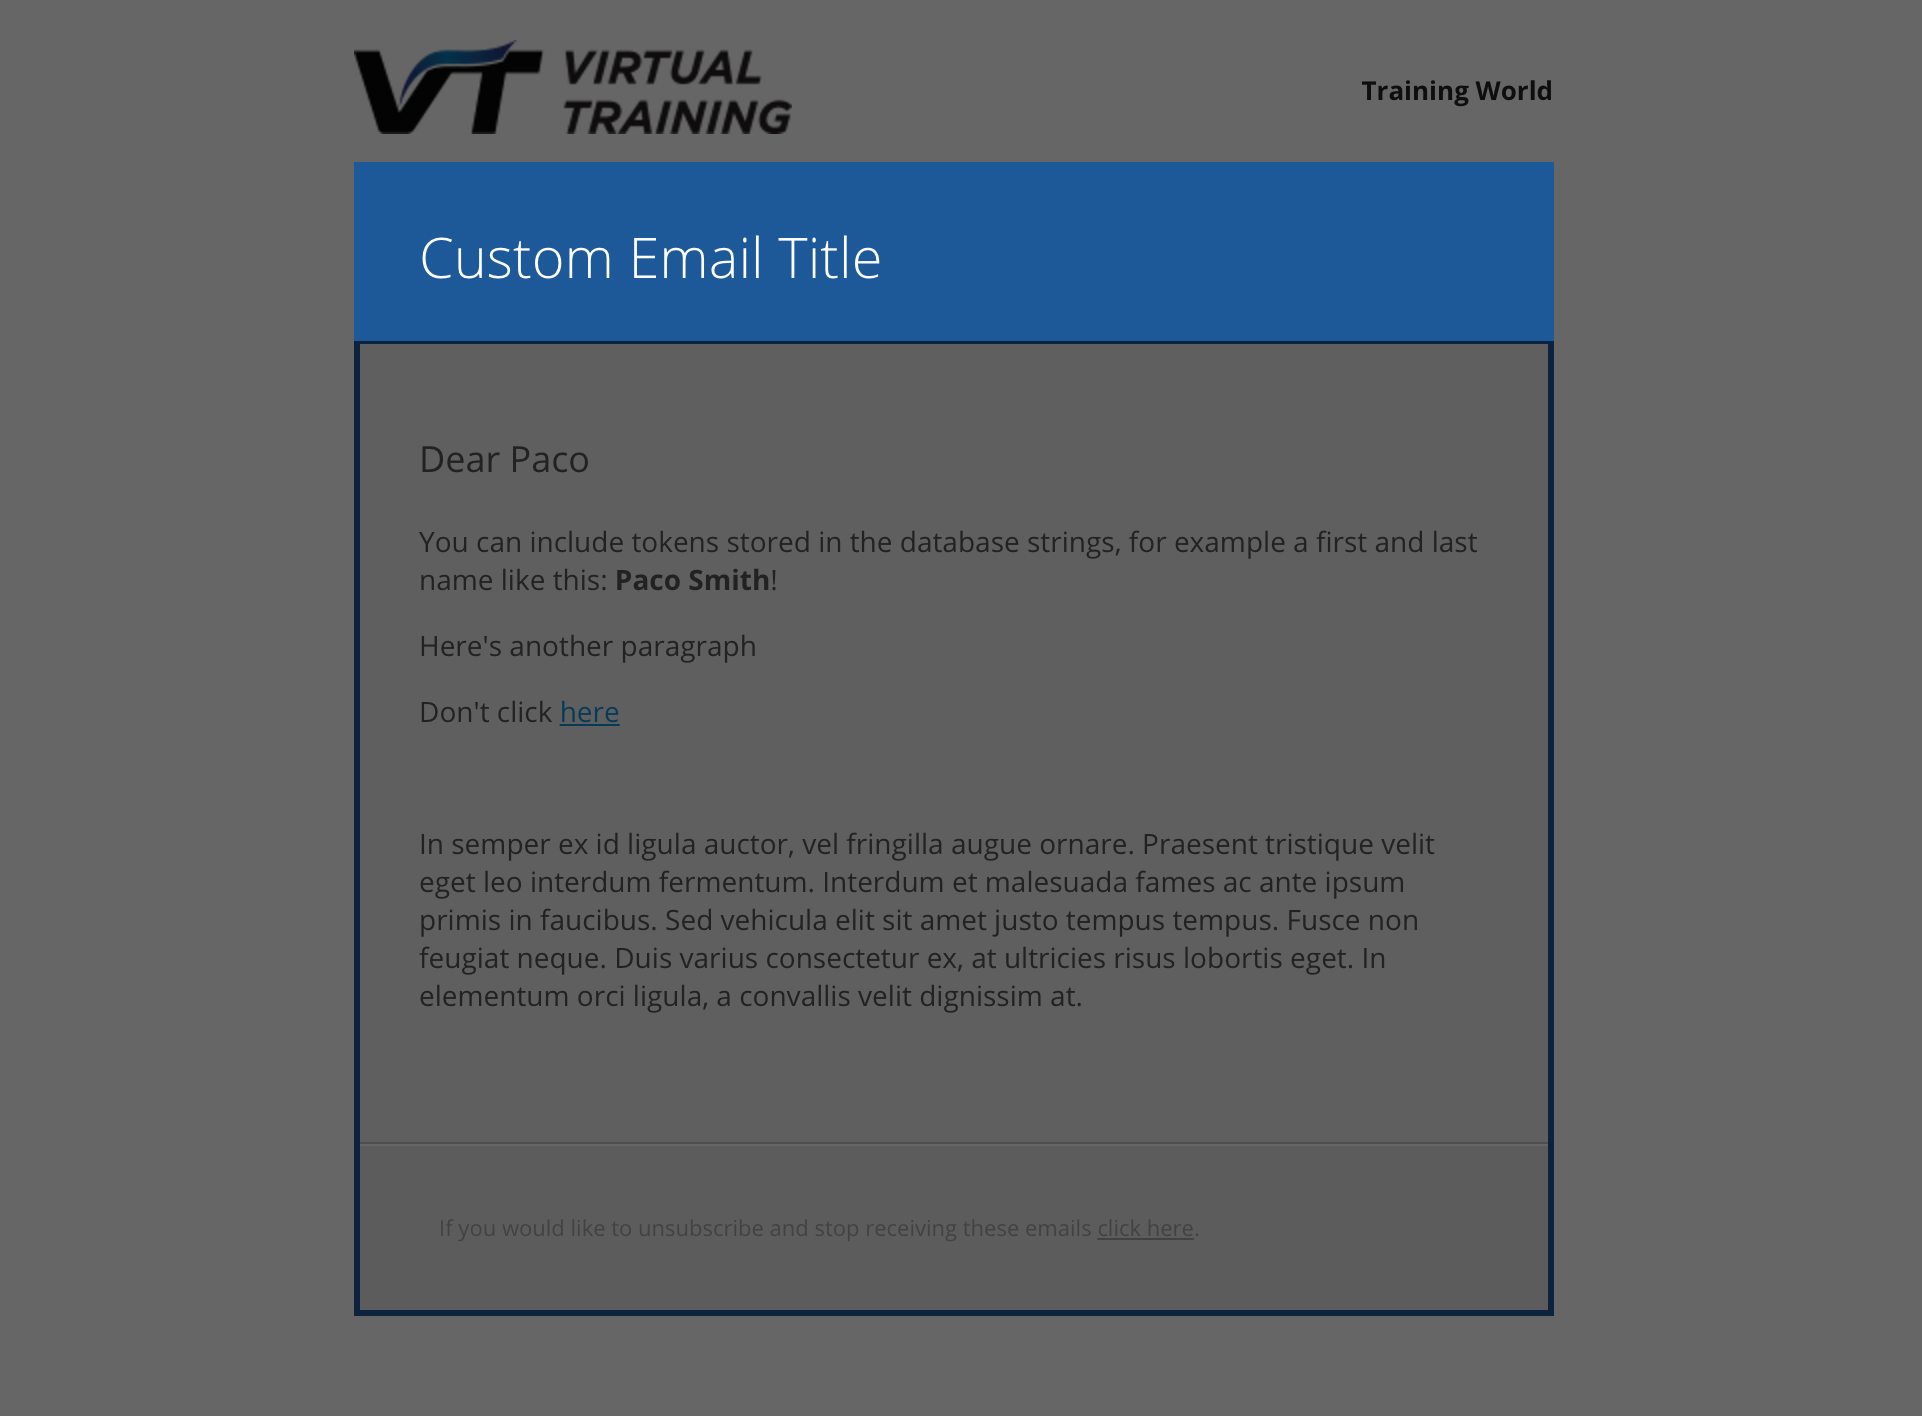 VT VIRTUAL
TRAINING
Training World
Custom Email Title
Dear Paco
You can include tokens stored in the database strings, for example a first and last
name like this: Paco Smith!
Here's another paragraph
Don't click here
In semper ex id ligula auctor, vel fringilla augue ornare. Praesent tristique velit
eget leo interdum fermentum. Interdum et malesuada fames ac ante ipsum
primis in faucibus. Sed vehicula elit sit amet justo tempus tempus. Fusce non
feugiat neque. Duis varius consectetur ex, at ultricies risus lobortis eget. In
elementum orci ligula, a convallis velit dignissim at.
If you would like to unsubscribe and stop receiving these emails click here.